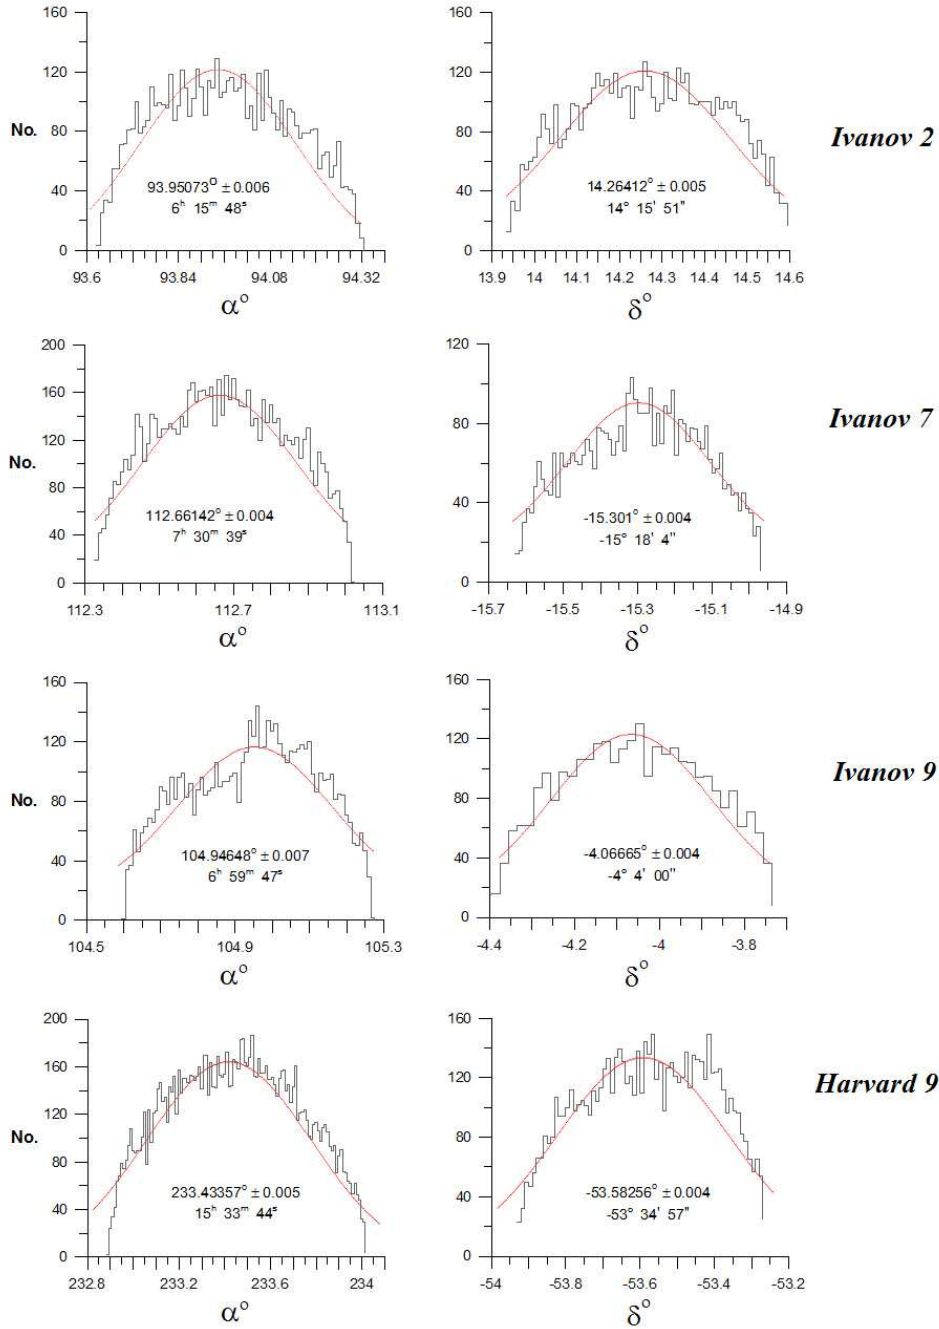 160
120
No.
80
40
0
93.6 93.84 94.08 94.32
α°
93.95073° ± 0.006
6ʰ 15ᵐ 48ˢ
160
120
80
40
0
13.9 14 14.1 14.2 14.3 14.4 14.5 14.6
δ°
14.26412° ± 0.005
14° 15' 51"
Ivanov 2
200
160
120
No.
80
40
0
112.3 112.7 113.1
α°
112.66142° ± 0.004
7ʰ 30ᵐ 39ˢ
120
80
40
0
-15.7 -15.5 -15.3 -15.1 -14.9
δ°
-15.301° ± 0.004
-15° 18' 4"
Ivanov 7
160
120
No.
80
40
0
104.5 104.9 105.3
α°
104.94648° ± 0.007
6ʰ 59ᵐ 47ˢ
160
120
80
40
0
-4.4 -4.2 -4 -3.8
δ°
-4.06665° ± 0.004
-4° 4' 00"
Ivanov 9
200
160
120
No.
80
40
0
232.8 233.2 233.6 234
α°
233.43357° ± 0.005
15ʰ 33ᵐ 44ˢ
160
120
80
40
0
-54 -53.8 -53.6 -53.4 -53.2
δ°
-53.58256° ± 0.004
-53° 34' 57"
Harvard 9